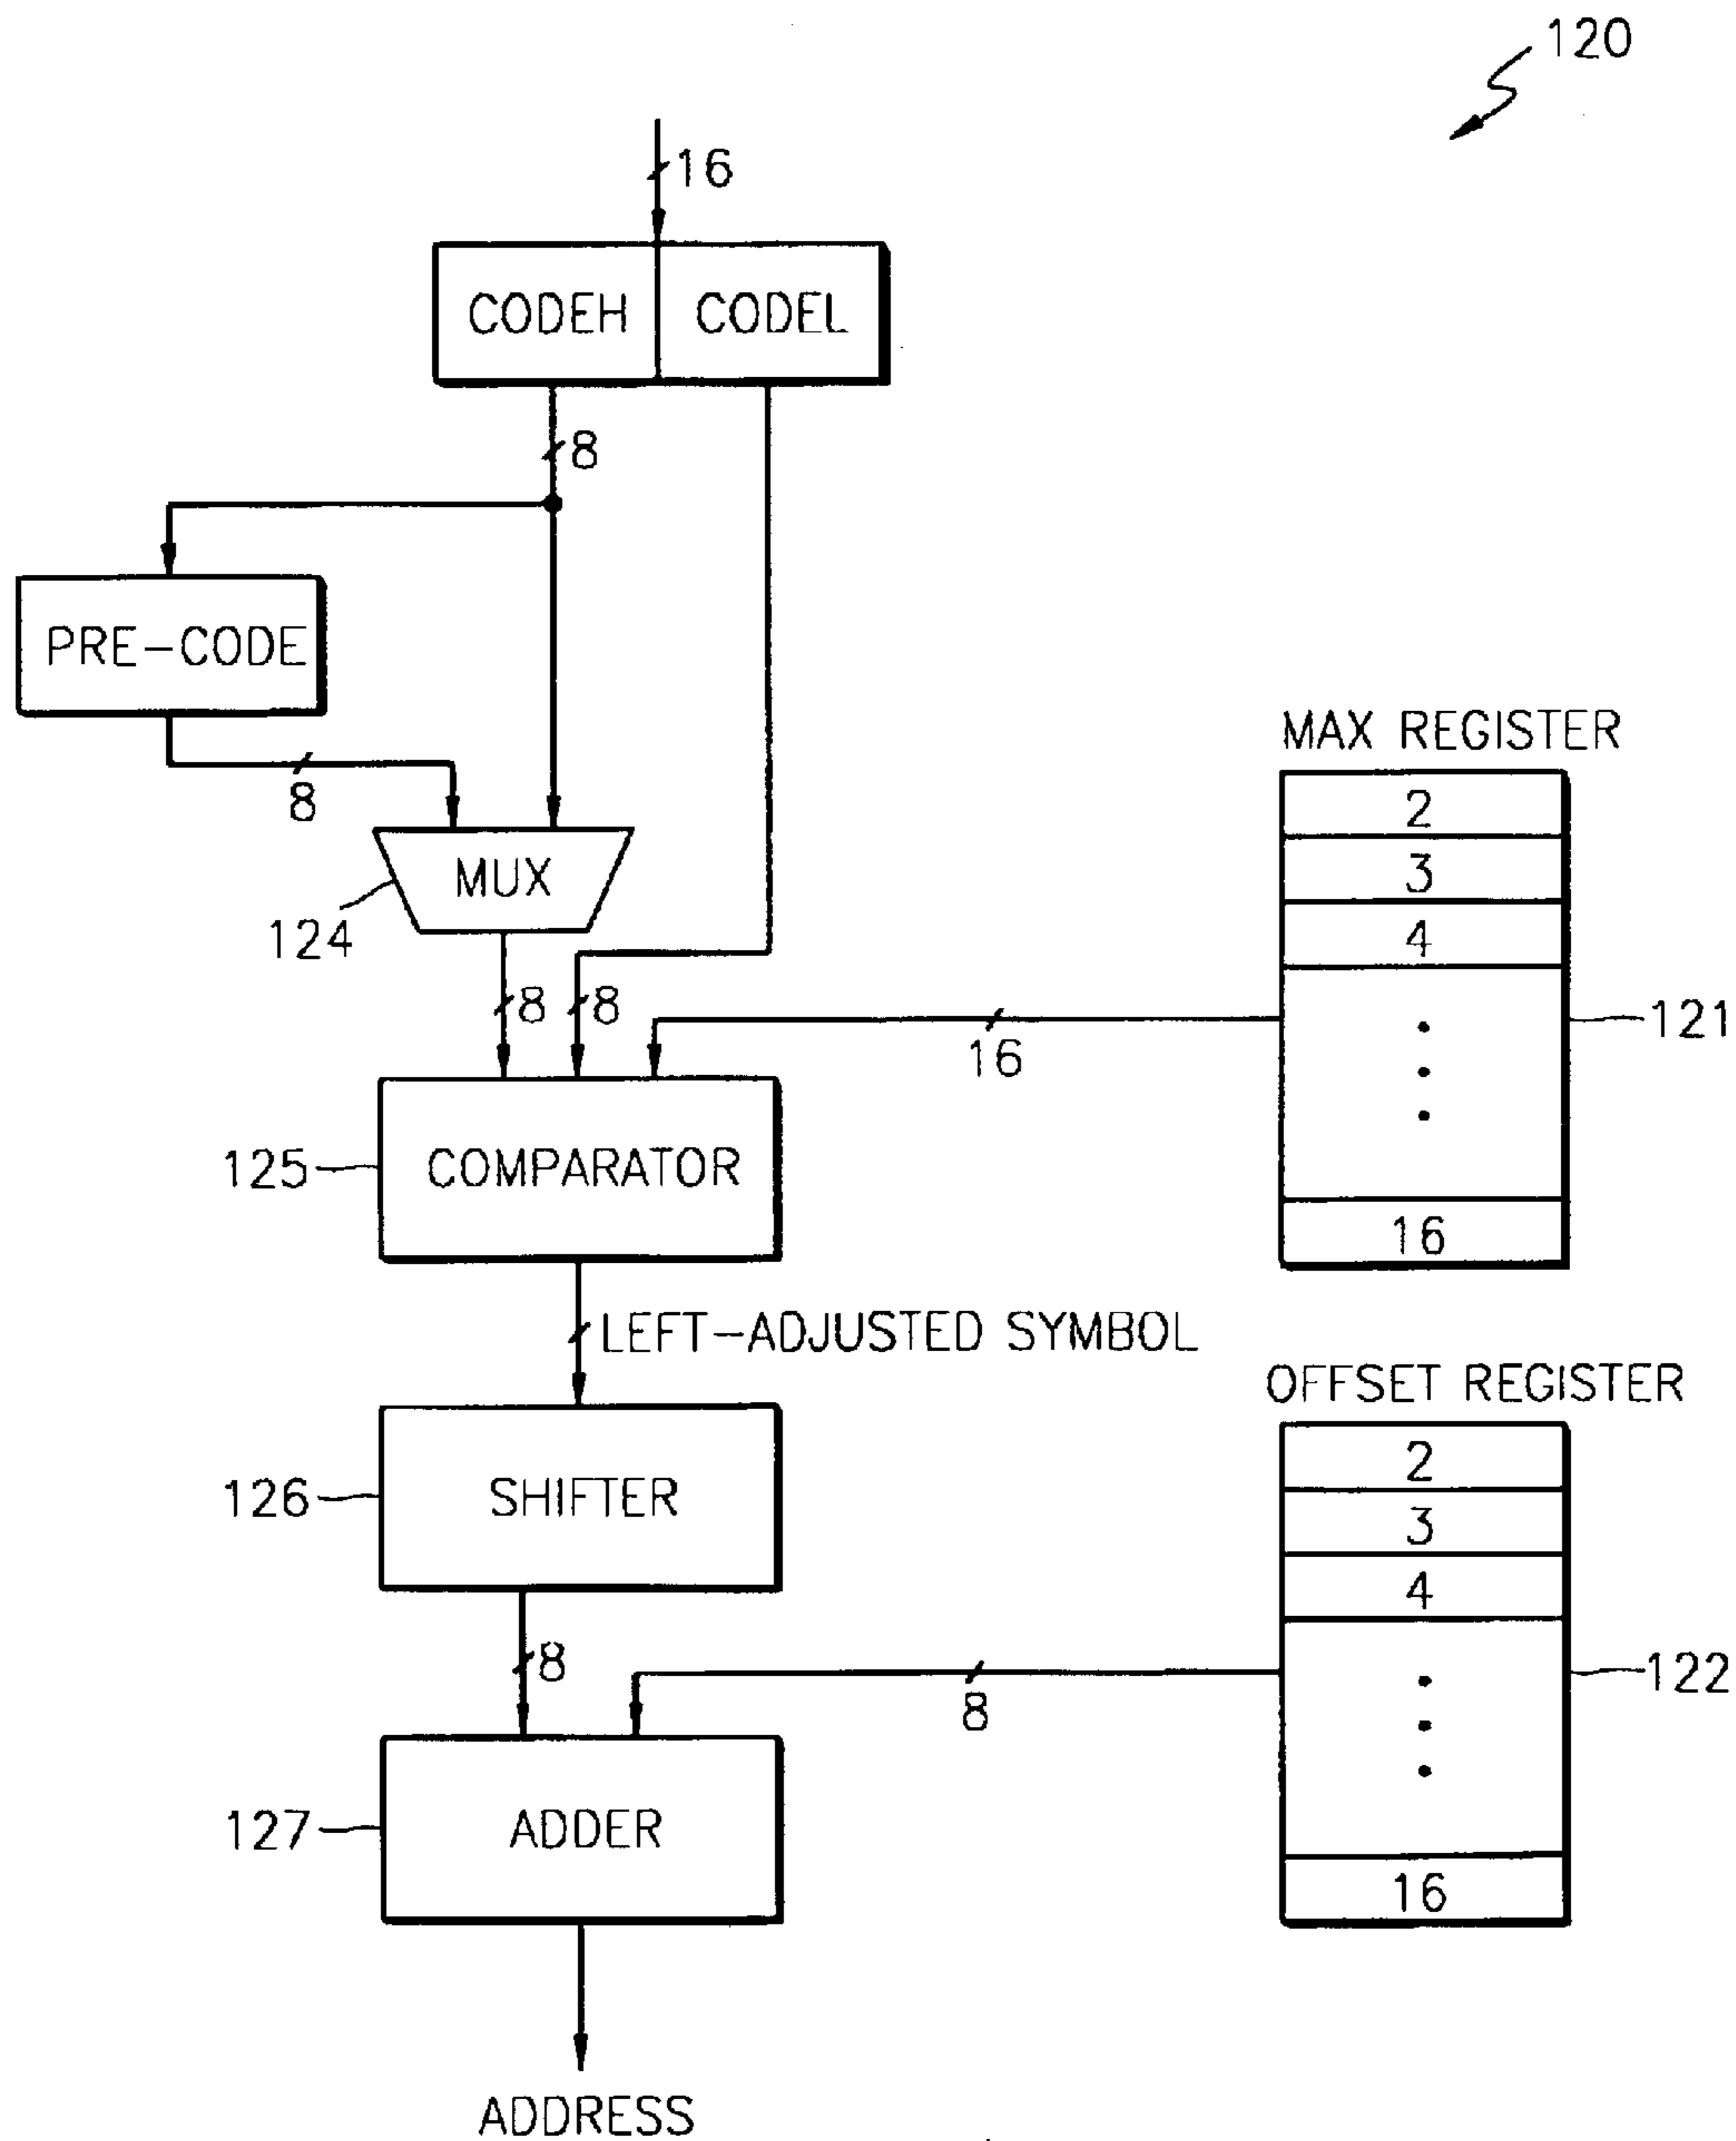 120
16
CODEH CODEL
8
PRE-CODE
8
MUX
124
8 8
MAX REGISTER
2
3
4
16
121
16
COMPARATOR
125
LEFT-ADJUSTED SYMBOL
SHIFTER
126
OFFSET REGISTER
2
3
4
16
122
8
8
ADDER
127
ADDRESS